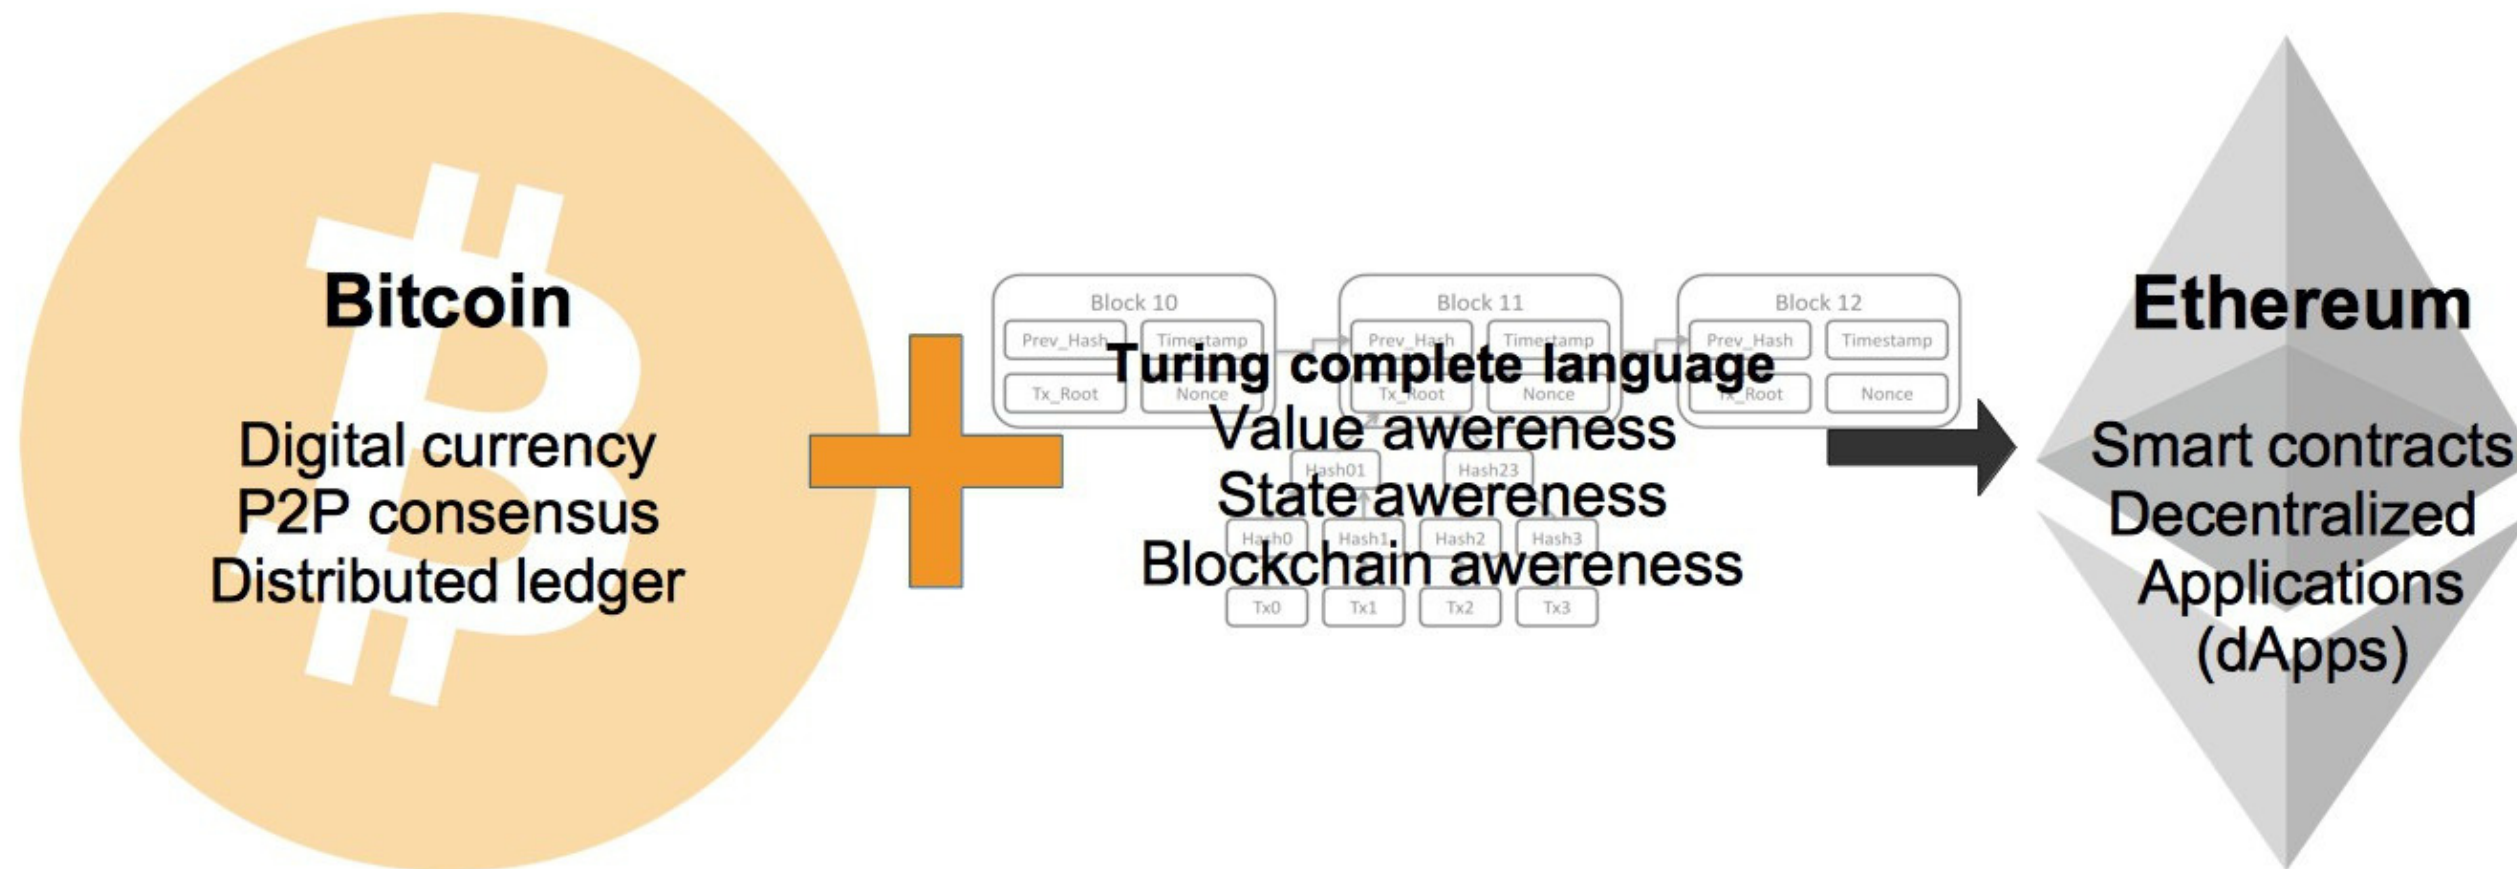 Bitcoin
Digital currency
P2P consensus
Distributed ledger
Block 10
Prev_Hash
Timestamp
Tx_Root
Nonce
Block 11
Prev_Hash
Timestamp
Tx_Root
Nonce
Block 12
Prev_Hash
Timestamp
Tx_Root
Nonce
Hash01
Hash23
Hash0
Hash1
Hash2
Hash3
Tx0
Tx1
Tx2
Tx3
Turing complete language
Value awereness
State awereness
Blockchain awereness
Ethereum
Smart contracts
Decentralized
Applications
(dApps)